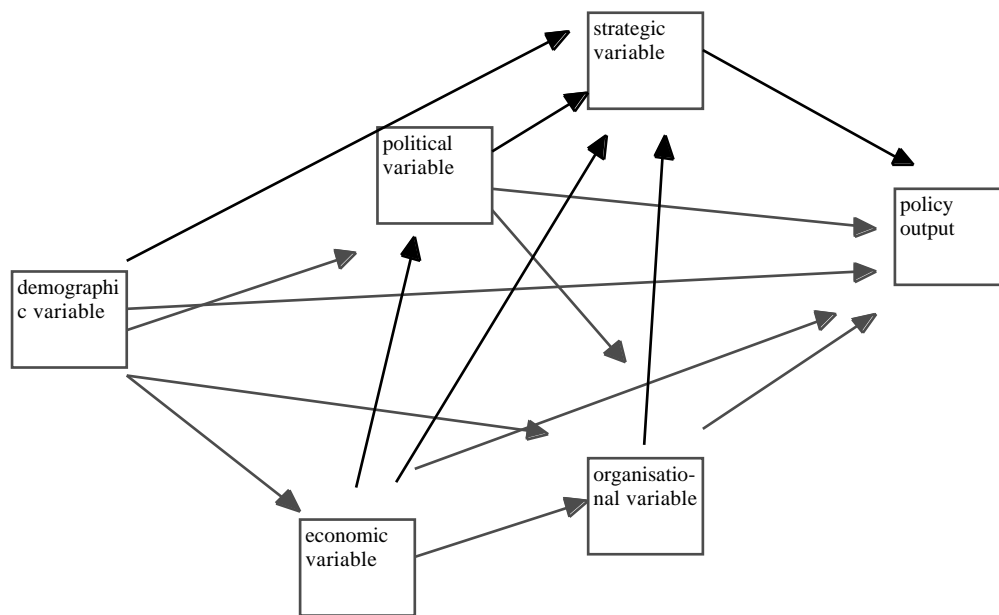 strategic
variable
political
variable
policy
output
demographi
c variable
organisatio-
nal variable
economic
variable